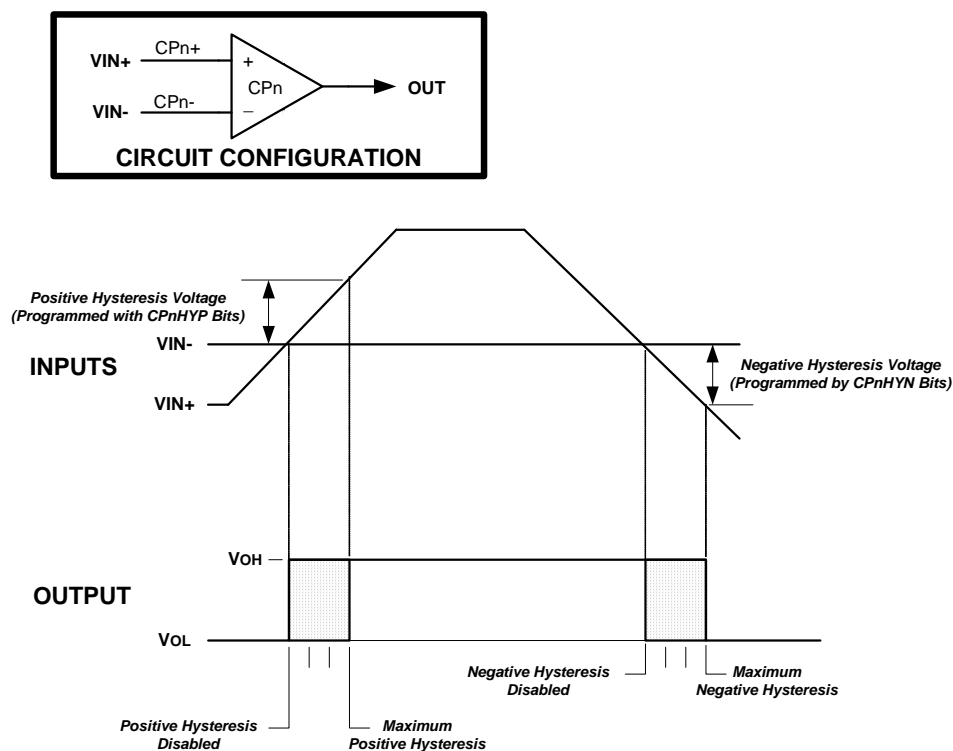 VIN+
CPn+
+
CPn
OUT
VIN-
CPn-
−
CIRCUIT CONFIGURATION
Positive Hysteresis Voltage
(Programmed with CPnHYP Bits)
VIN-
INPUTS
Negative Hysteresis Voltage
(Programmed by CPnHYN Bits)
VIN+
VOH
OUTPUT
VOL
Negative Hysteresis
Disabled
Maximum
Negative Hysteresis
Positive Hysteresis
Disabled
Maximum
Positive Hysteresis